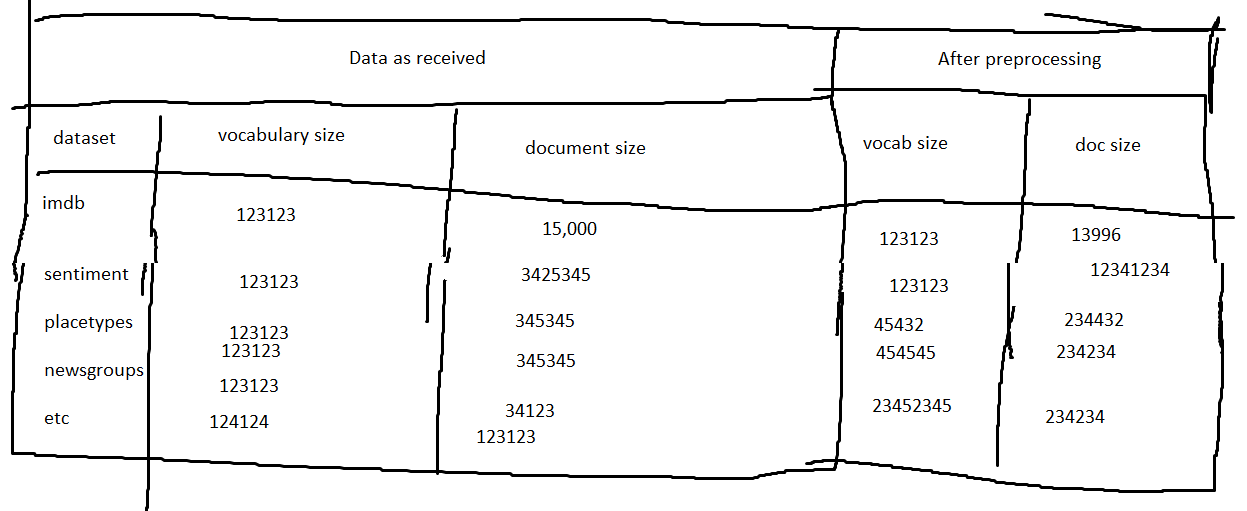 Data as received After preprocessing
dataset vocabulary size document size vocab size doc size
imdb 123123 15,000 123123 13996
sentiment 123123 3425345 123123 12341234
placetypes 123123 345345 45432 234432
123123 345345 454545 234234
newsgroups 123123
etc 124124 34123 23452345 234234
123123